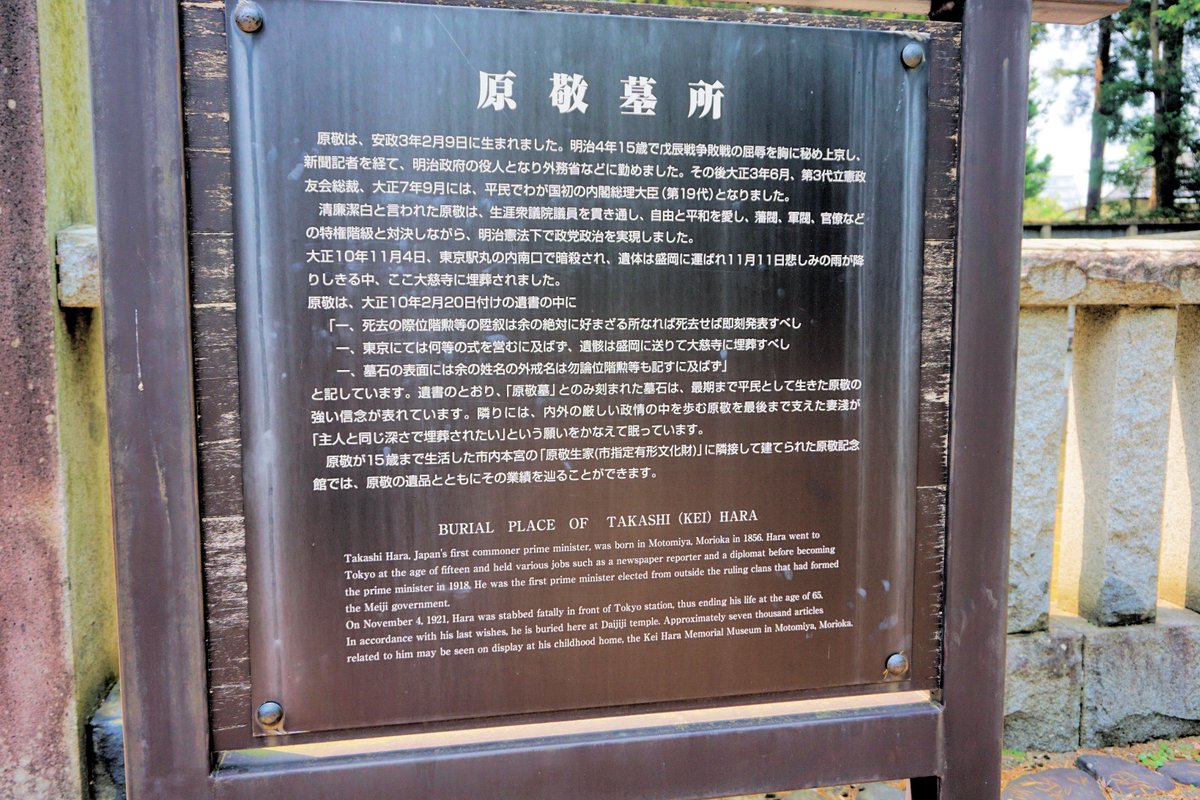 原敬墓所
原敬は、安政3年2月9日に生まれました。明治4年15歳で戊辰戦争敗戦の屈辱を胸に秘め上京し、
新聞記者を経て、明治政府の役人となり外務省などに勤めました。その後大正3年6月、第3代立憲政
友会総裁、大正7年9月には、平民でわが国初の内閣総理大臣(第19代)となりました。
清廉潔白と言われた原敬は、生涯衆議院議員を貫き通し、自由と平和を愛し、藩閥、軍閥、官僚など
の特権階級と対決しながら、明治憲法下で政党政治を実現しました。
大正10年11月4日、東京駅丸の内南口で暗殺され、遺体は盛岡に運ばれ11月11日悲しみの雨が降
りしきる中、ここ大慈寺に埋葬されました。
原敬は、大正10年2月20日付けの遺書の中に
「一、死去の際位階勲等の陞叙は余の絶対に好まざる所なれば死去せば即刻発表すべし
一、東京にては何等の式を営むに及ばず、遺骸は盛岡に送りて大慈寺に埋葬すべし
一、墓石の表面には余の姓名の外戒名は勿論位階勲等も記すに及ばず」
と記しています。遺書のとおり、「原敬墓」とのみ刻まれた墓石は、最期まで平民として生きた原敬の
強い信念が表れています。隣りには、内外の厳しい政情の中を歩む原敬を最後まで支えた妻浅が
「主人と同じ深さで埋葬されたい」という願いをかなえて眠っています。
原敬が15歳まで生活した市内本宮の「原敬生家(市指定有形文化財)」に隣接して建てられた原敬記念
館では、原敬の遺品とともにその業績を辿ることができます。
BURIAL PLACE OF TAKASHI (KEI) HARA
Takashi Hara, Japan's first commoner prime minister, was born in Motomiya, Morioka in 1856. Hara went to
Tokyo at the age of fifteen and held various jobs such as a newspaper reporter and a diplomat before becoming
the prime minister in 1918. He was the first prime minister elected from outside the ruling clans that had formed
the Meiji government.
On November 4, 1921, Hara was stabbed fatally in front of Tokyo station, thus ending his life at the age of 65.
In accordance with his last wishes, he is buried here at Daijiji temple. Approximately seven thousand articles
related to him may be seen on display at his childhood home, the Kei Hara Memorial Museum in Motomiya, Morioka.